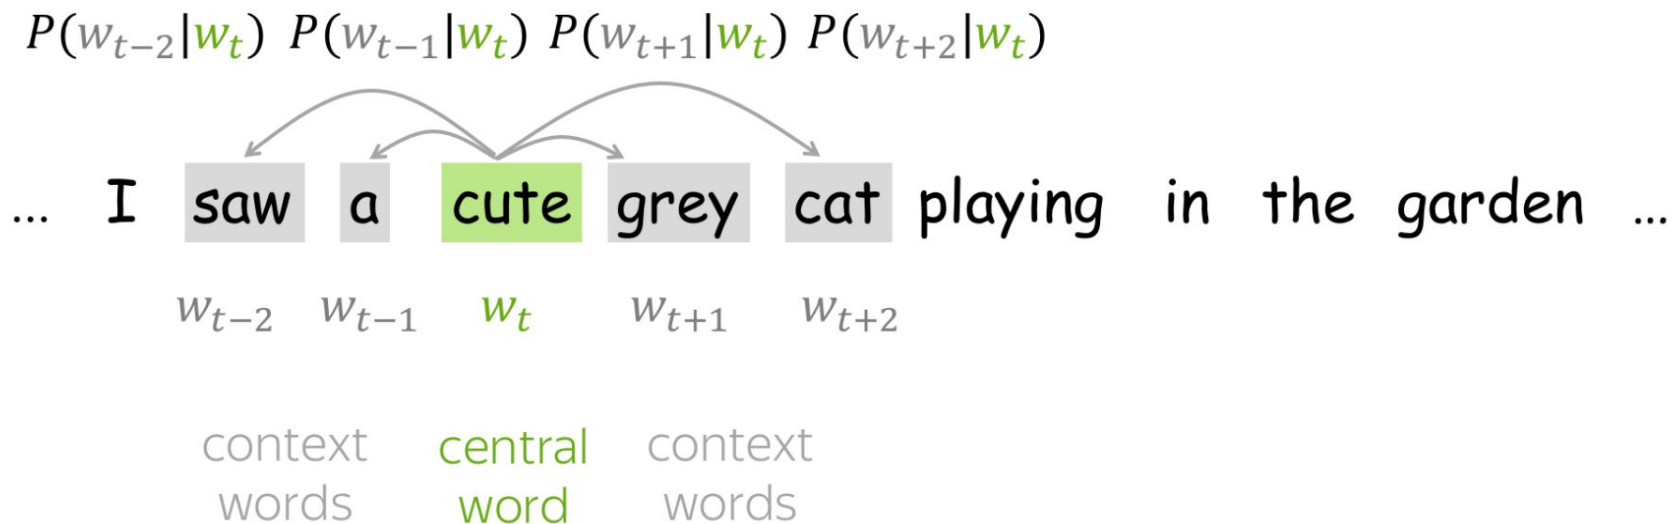 P(w_{t−2}|w_t) P(w_{t−1}|w_t) P(w_{t+1}|w_t) P(w_{t+2}|w_t)
... I saw a cute grey cat playing in the garden ...
w_{t−2} w_{t−1} w_t w_{t+1} w_{t+2}
context central context
words word words